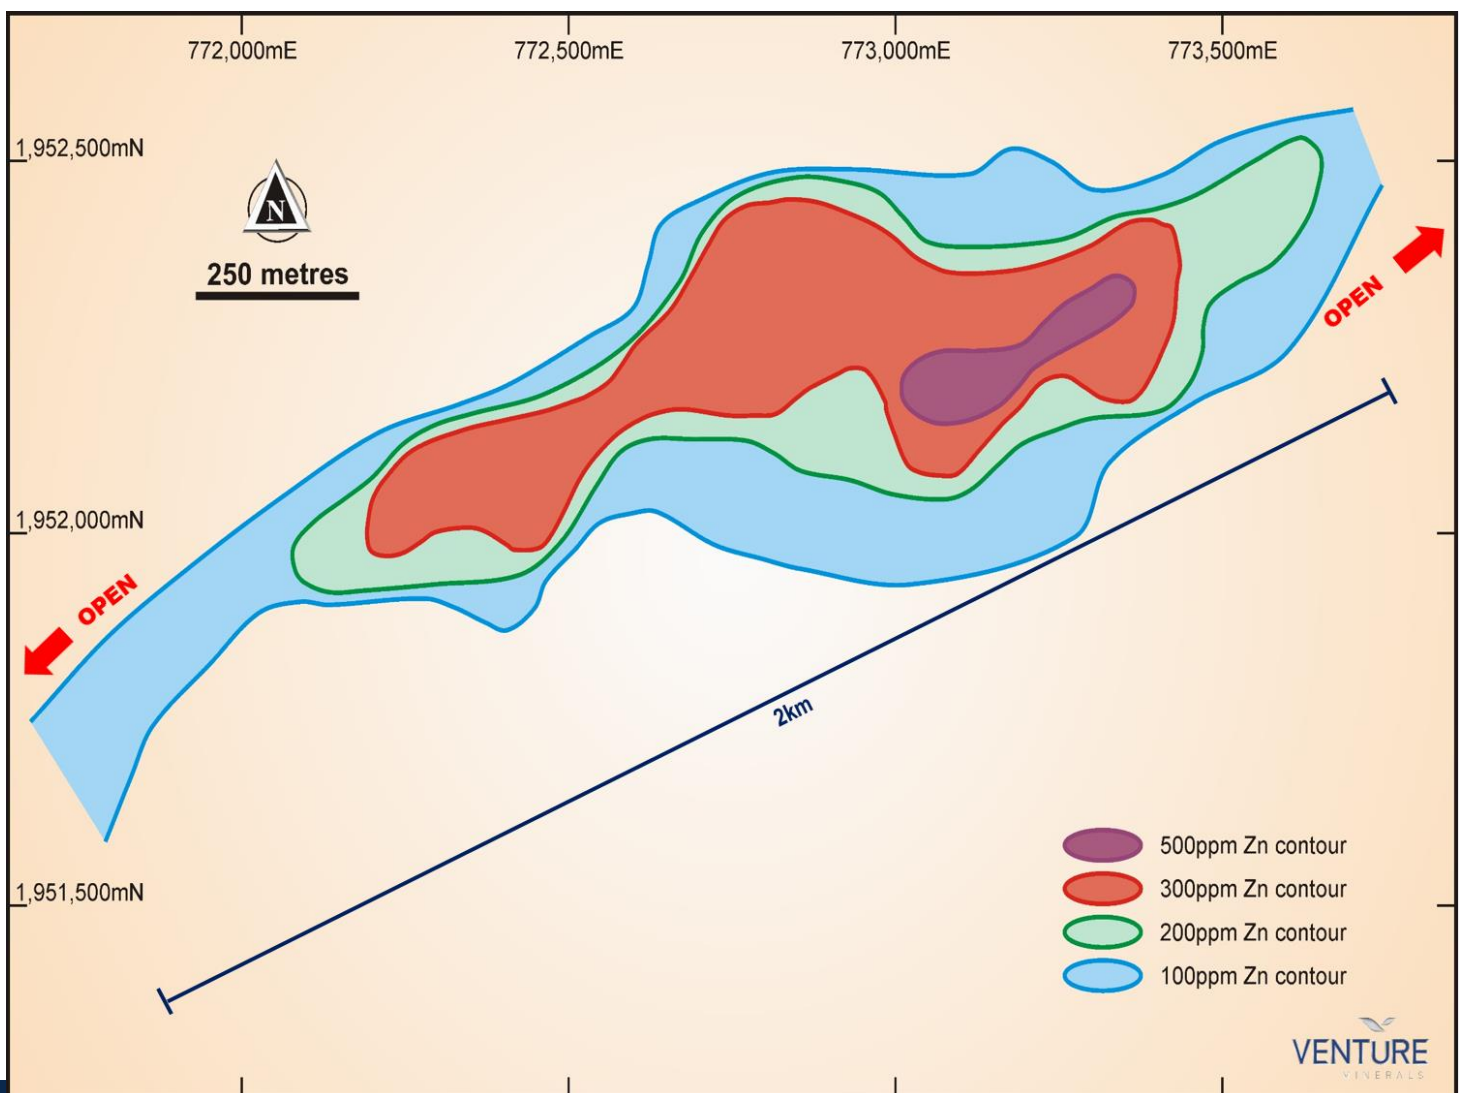 772,000mE 772,500mE 773,000mE 773,500mE
1,952,500mN
N
250 metres
OPEN
1,952,000mN
OPEN
2km
500ppm Zn contour
1,951,500mN
300ppm Zn contour
200ppm Zn contour
100ppm Zn contour
VENTURE
MINERALS